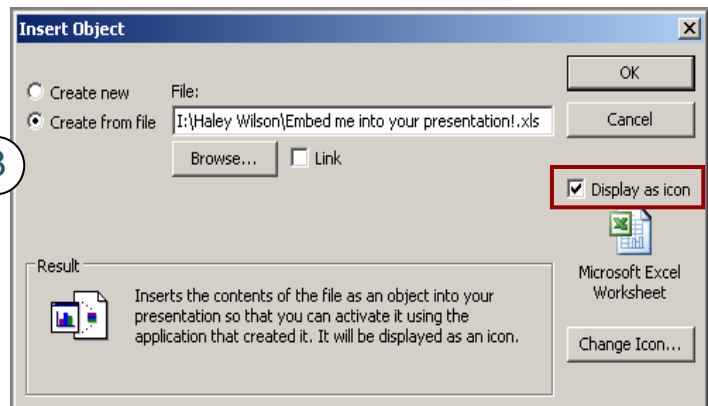 Insert Object
OK
Create new
File:
Create from file
I:\Haley Wilson\Embed me into your presentation!.xls
Cancel
Browse...
Link
Display as icon
Result
Inserts the contents of the file as an object into your
presentation so that you can activate it using the
application that created it. It will be displayed as an icon.
Microsoft Excel
Worksheet
Change Icon...